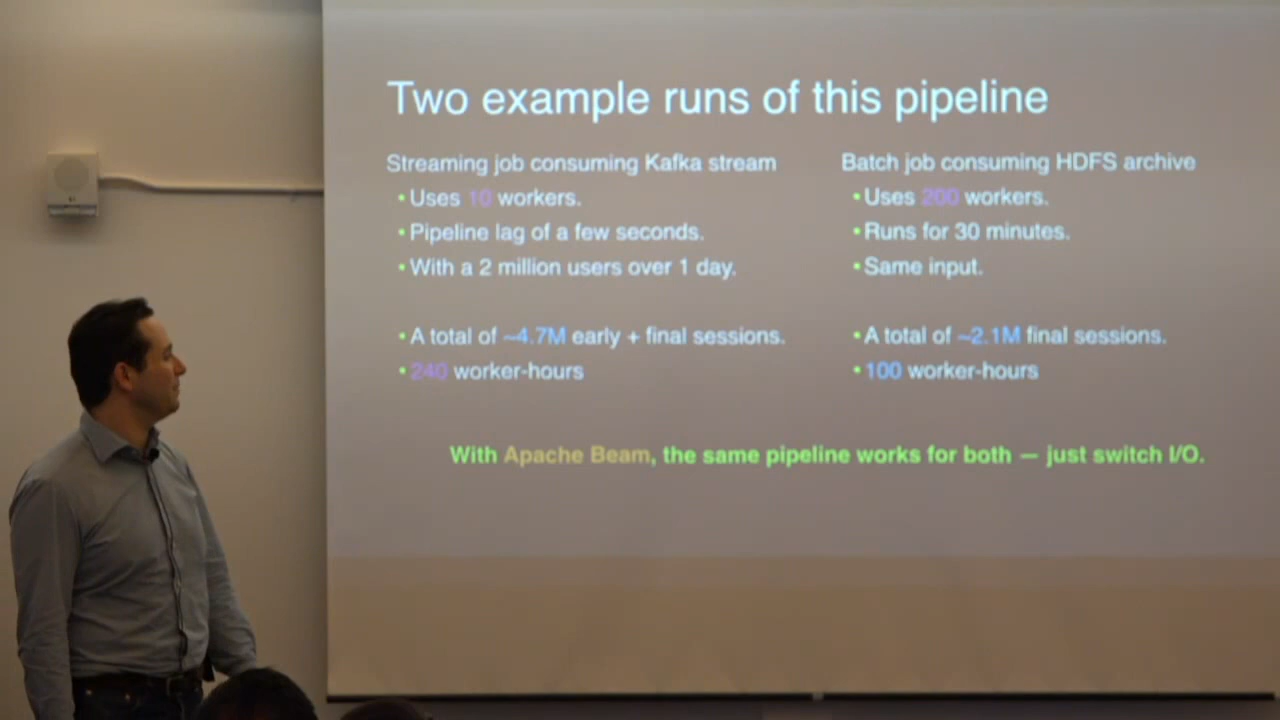 Two example runs of this pipeline
Streaming job consuming Kafka stream
•Uses 10 workers.
•Pipeline lag of a few seconds.
•With a 2 million users over 1 day.
•A total of ~4.7M early + final sessions.
•240 worker-hours
Batch job consuming HDFS archive
•Uses 200 workers.
•Runs for 30 minutes.
•Same input.
•A total of ~2.1M final sessions.
•100 worker-hours
With Apache Beam, the same pipeline works for both — just switch I/O.